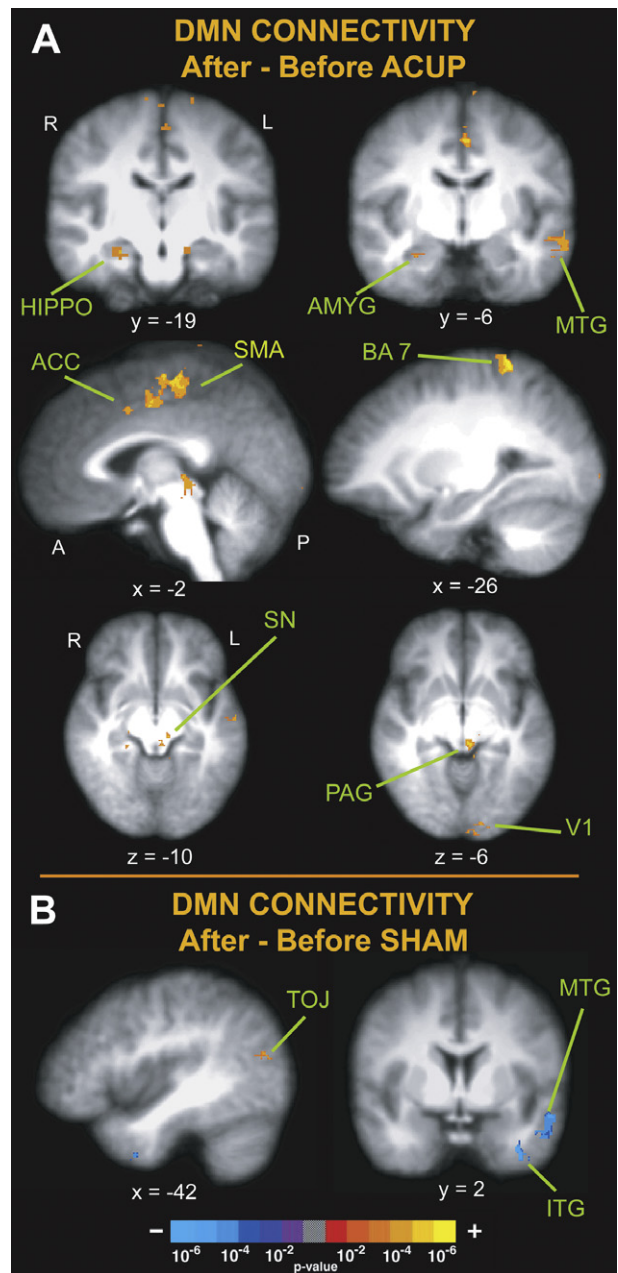 A
DMN CONNECTIVITY
After - Before ACUP
R
L
HIPPO
y = -19
AMYG
MTG
y = -6
ACC
SMA
A
P
x = -2
BA 7
x = -26
R
L
SN
z = -10
PAG
V1
z = -6
B
DMN CONNECTIVITY
After - Before SHAM
TOJ
x = -42
MTG
ITG
y = 2
− +
10⁻⁶ 10⁻⁴ 10⁻² 10⁻² 10⁻⁴ 10⁻⁶
p-value